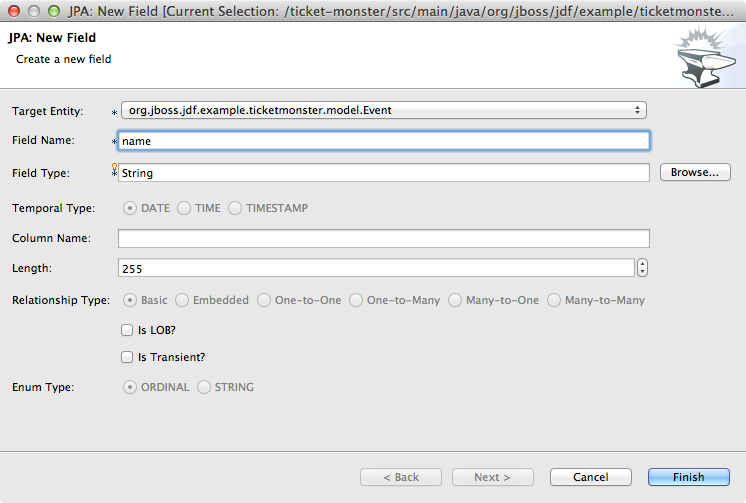 JPA: New Field [Current Selection: /ticket-monster/src/main/java/org/jboss/jdf/example/ticketmonste...
JPA: New Field
Create a new field
Target Entity: * org.jboss.jdf.example.ticketmonster.model.Event
Field Name: * name
Field Type: * String Browse...
Temporal Type: DATE TIME TIMESTAMP
Column Name:
Length: 255
Relationship Type: Basic Embedded One-to-One One-to-Many Many-to-One Many-to-Many
Is LOB?
Is Transient?
Enum Type: ORDINAL STRING
< Back Next > Cancel Finish